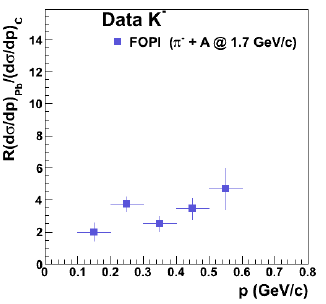 Data K⁻
FOPI (π⁻ + A @ 1.7 GeV/c)
R(dσ/dp)Pb/(dσ/dp)C
14
12
10
8
6
4
2
0
0 0.1 0.2 0.3 0.4 0.5 0.6 0.7 0.8
p (GeV/c)